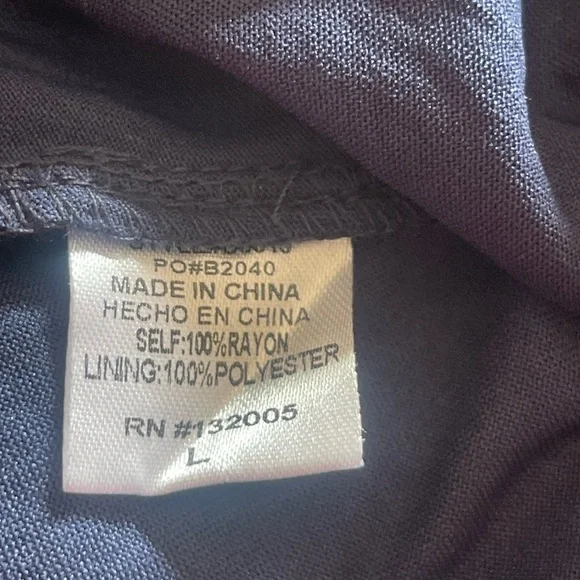 PO#B2040
MADE IN CHINA
HECHO EN CHINA
SELF:100%RAYON
LINING:100%POLYESTER
RN #132005
L